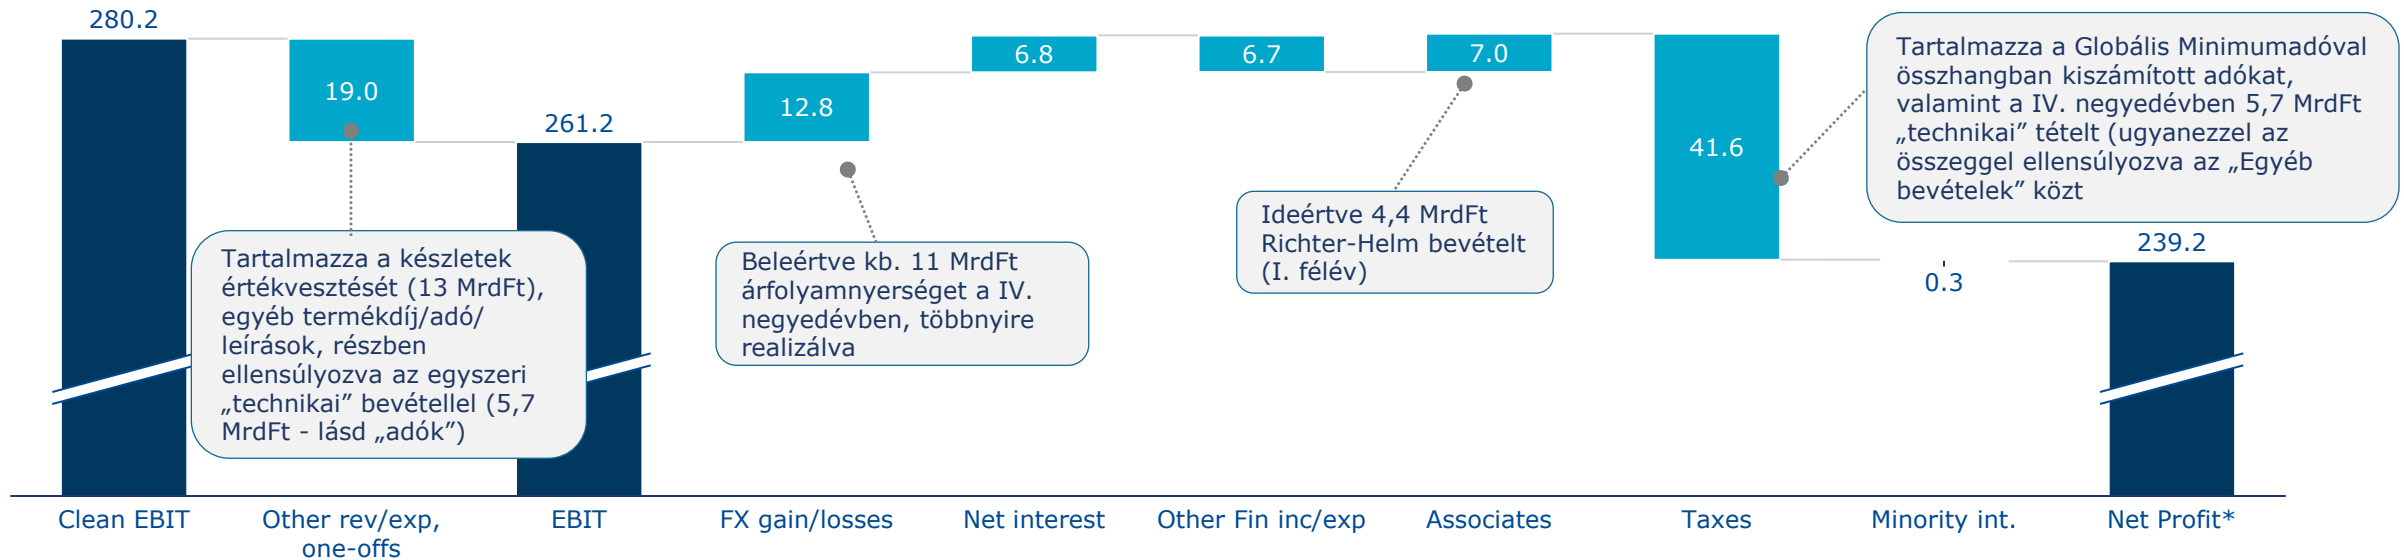 280.2
19.0
261.2
12.8
6.8
6.7
7.0
41.6
0.3
239.2
Tartalmazza a készletek
értékvesztését (13 MrdFt),
egyéb termékdíj/adó/
leírások, részben
ellensúlyozva az egyszeri
„technikai” bevétellel (5,7
MrdFt - lásd „adók”)
Beleértve kb. 11 MrdFt
árfolyamnyerséget a IV.
negyedévben, többnyire
realizálva
Ideértve 4,4 MrdFt
Richter-Helm bevételt
(I. félév)
Tartalmazza a Globális Minimumadóval
összhangban kiszámított adókat,
valamint a IV. negyedévben 5,7 MrdFt
„technikai” tételt (ugyanezzel az
összeggel ellensúlyozva az „Egyéb
bevételek” közt
Clean EBIT
Other rev/exp,
one-offs
EBIT
FX gain/losses
Net interest
Other Fin inc/exp
Associates
Taxes
Minority int.
Net Profit*